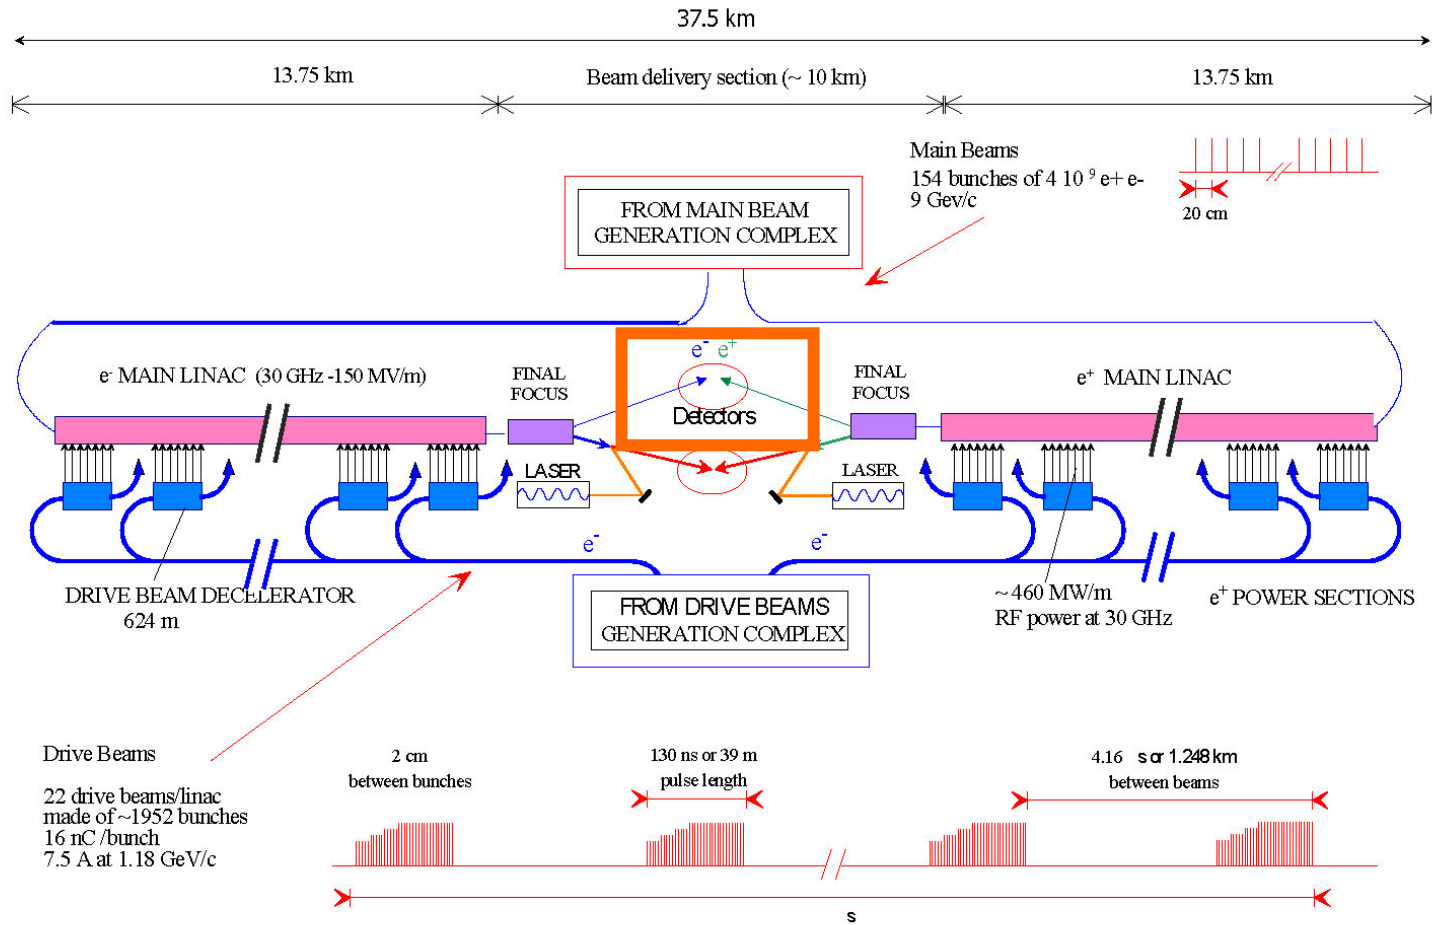 37.5 km
13.75 km
Beam delivery section (~ 10 km)
13.75 km
Main Beams
154 bunches of 4 10 ⁹ e+ e-
9 Gev/c
20 cm
FROM MAIN BEAM
GENERATION COMPLEX
e⁻ e⁺
e⁻ MAIN LINAC (30 GHz -150 MV/m)
FINAL
FOCUS
Detectors
FINAL
FOCUS
e⁺ MAIN LINAC
LASER
LASER
e⁻
e⁻
DRIVE BEAM DECELERATOR
624 m
FROM DRIVE BEAMS
GENERATION COMPLEX
~ 460 MW/m
RF power at 30 GHz
e⁺ POWER SECTIONS
Drive Beams
22 drive beams/linac
made of ~1952 bunches
16 nC /bunch
7.5 A at 1.18 GeV/c
2 cm
between bunches
130 ns or 39 m
pulse length
4.16 s or 1.248 km
between beams
s